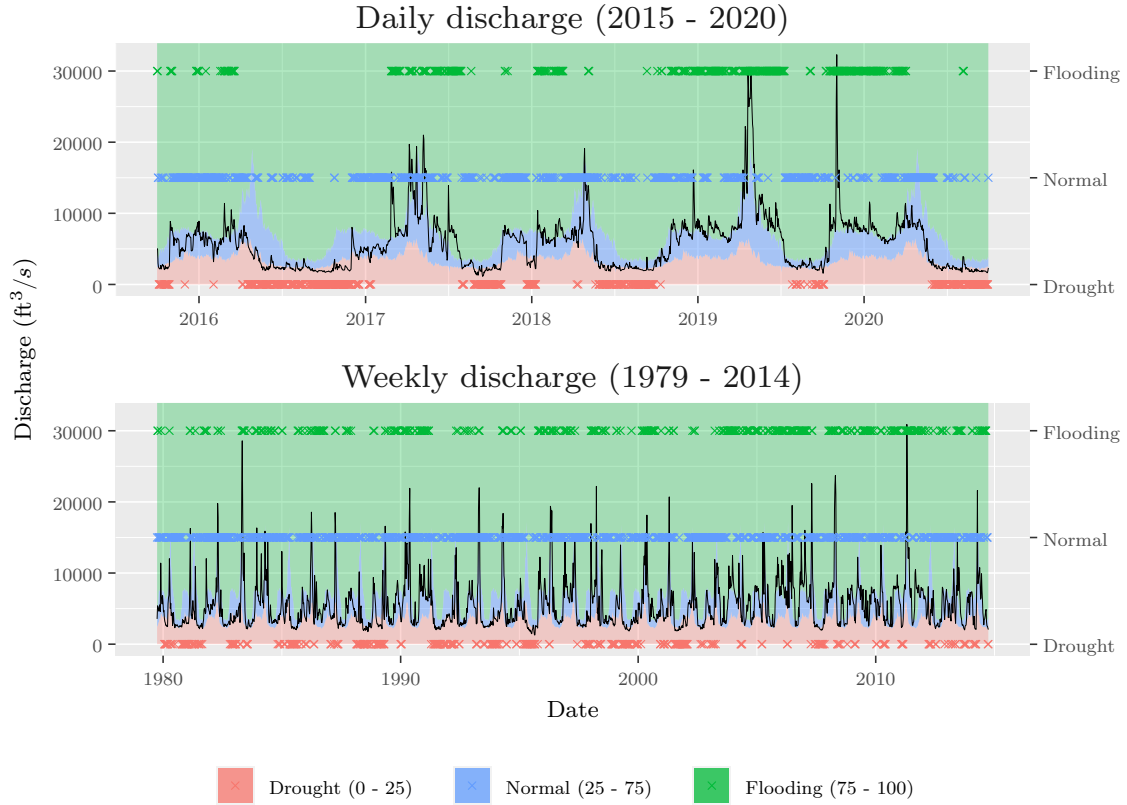 Daily discharge (2015 - 2020)
30000
20000
10000
0
Flooding
Normal
Drought
2016 2017 2018 2019 2020
Discharge (ft³/s)
Weekly discharge (1979 - 2014)
30000
20000
10000
0
Flooding
Normal
Drought
1980 1990 2000 2010
Date
Drought (0 - 25) Normal (25 - 75) Flooding (75 - 100)